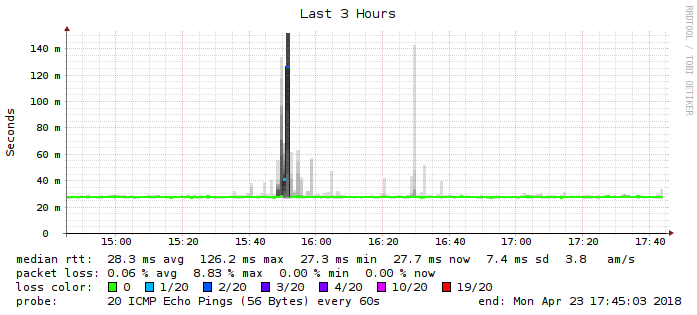 Last 3 Hours
RRDTOOL / TOBI OETIKER
Seconds
140 m
120 m
100 m
80 m
60 m
40 m
20 m
0
15:00 15:20 15:40 16:00 16:20 16:40 17:00 17:20 17:40
median rtt: 28.3 ms avg 126.2 ms max 27.3 ms min 27.7 ms now 7.4 ms sd 3.8 am/s
packet loss: 0.06 % avg 8.83 % max 0.00 % min 0.00 % now
loss color: 0 1/20 2/20 3/20 4/20 10/20 19/20
probe: 20 ICMP Echo Pings (56 Bytes) every 60s end: Mon Apr 23 17:45:03 2018